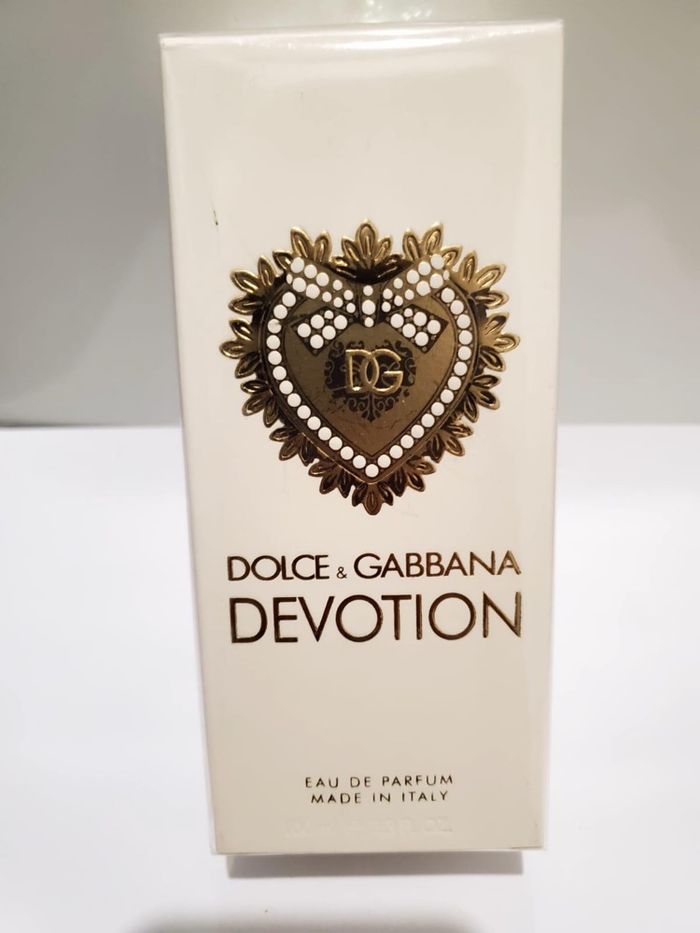 DG
DOLCE & GABBANA
DEVOTION
EAU DE PARFUM
MADE IN ITALY